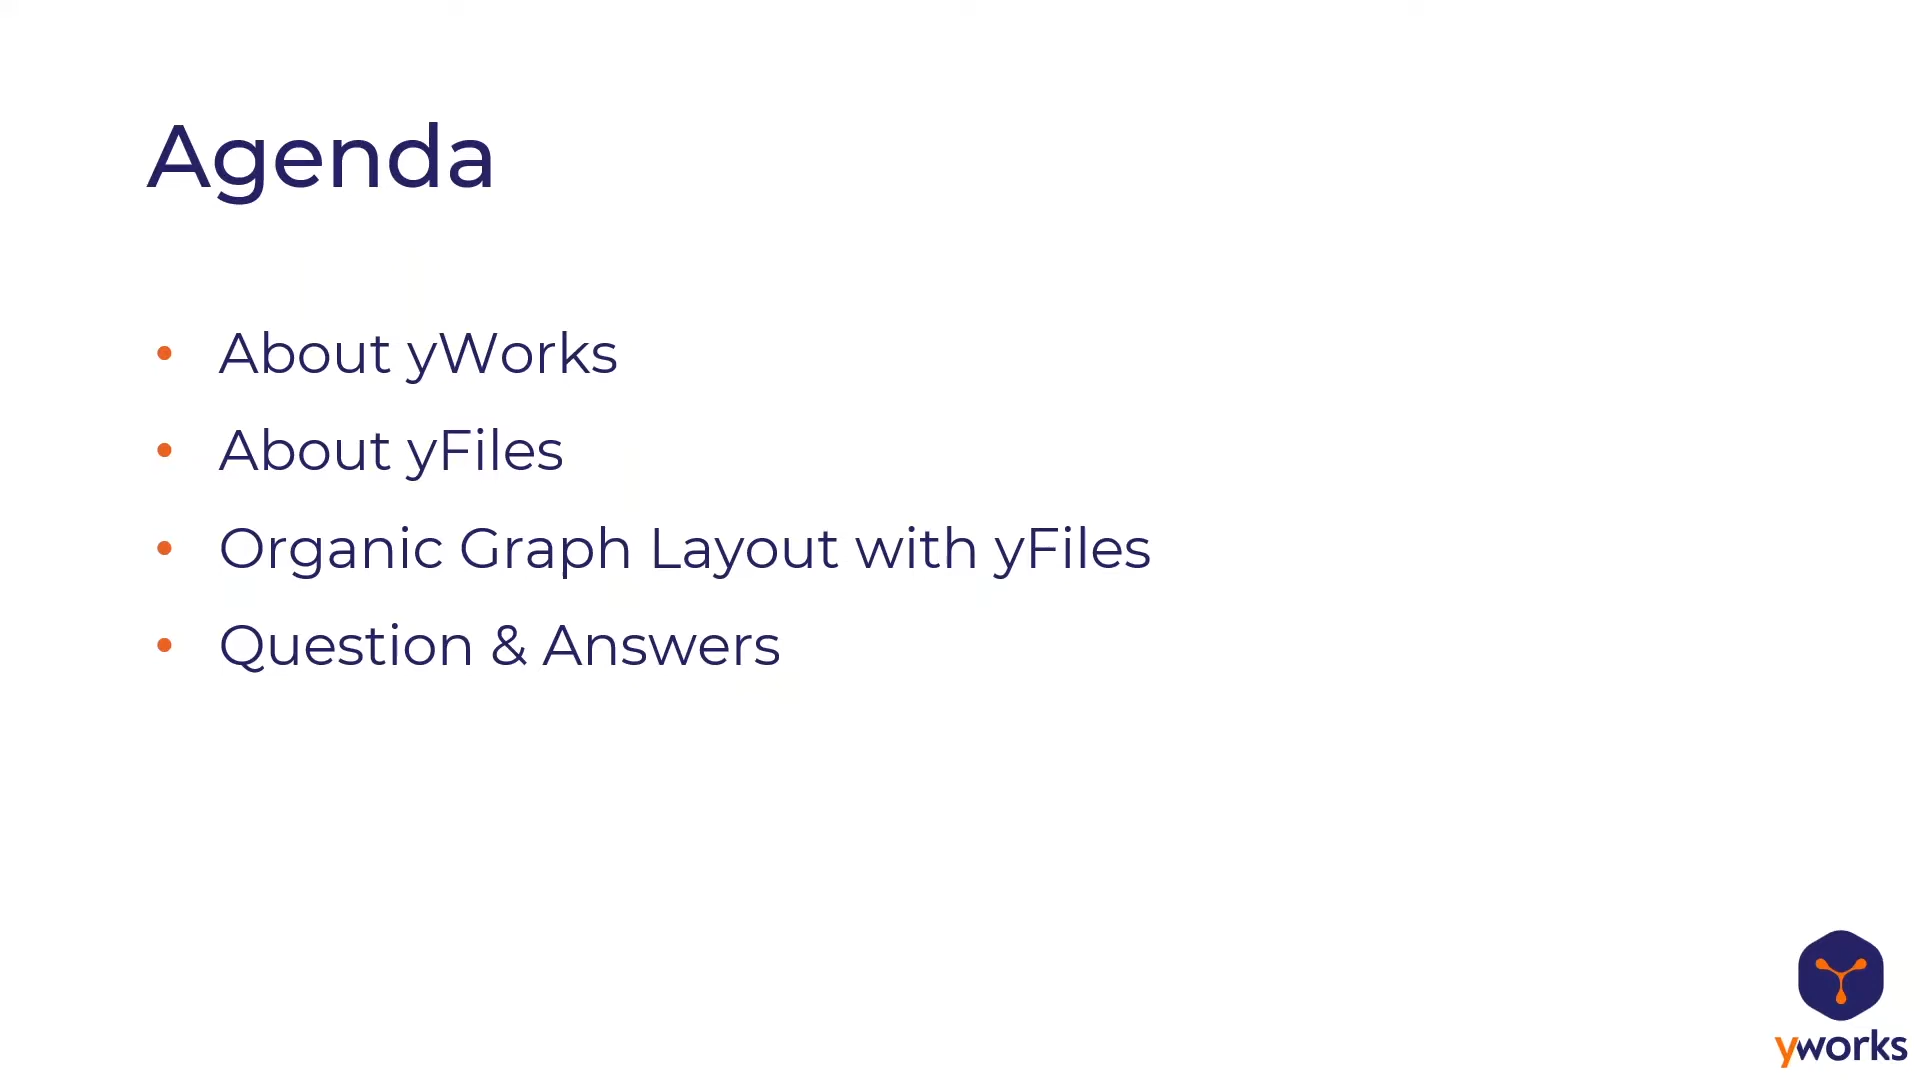 Agenda
• About yWorks
• About yFiles
• Organic Graph Layout with yFiles
• Question & Answers
yworks